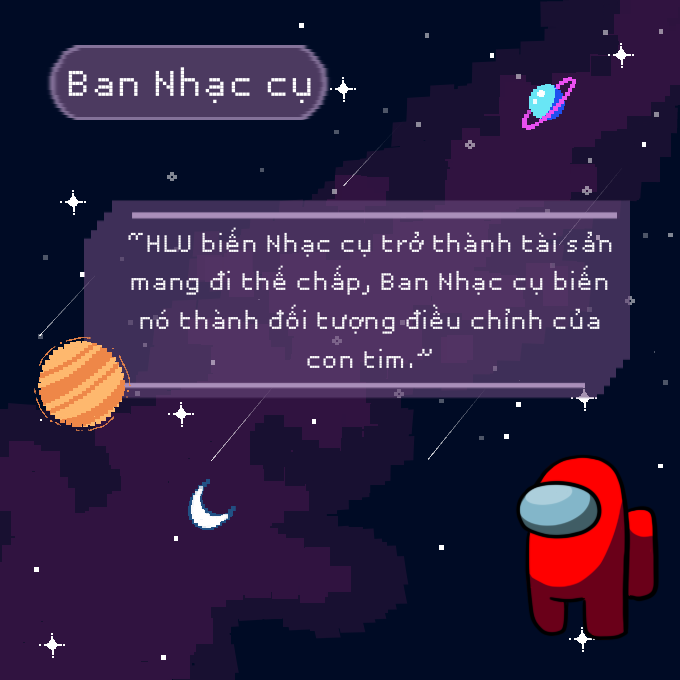 Ban Nhạc cụ
~HLU biến Nhạc cụ trở thành tài sản
mang đi thế chấp, Ban Nhạc cụ biến
nó thành đối tượng điều chỉnh của
con tim.~